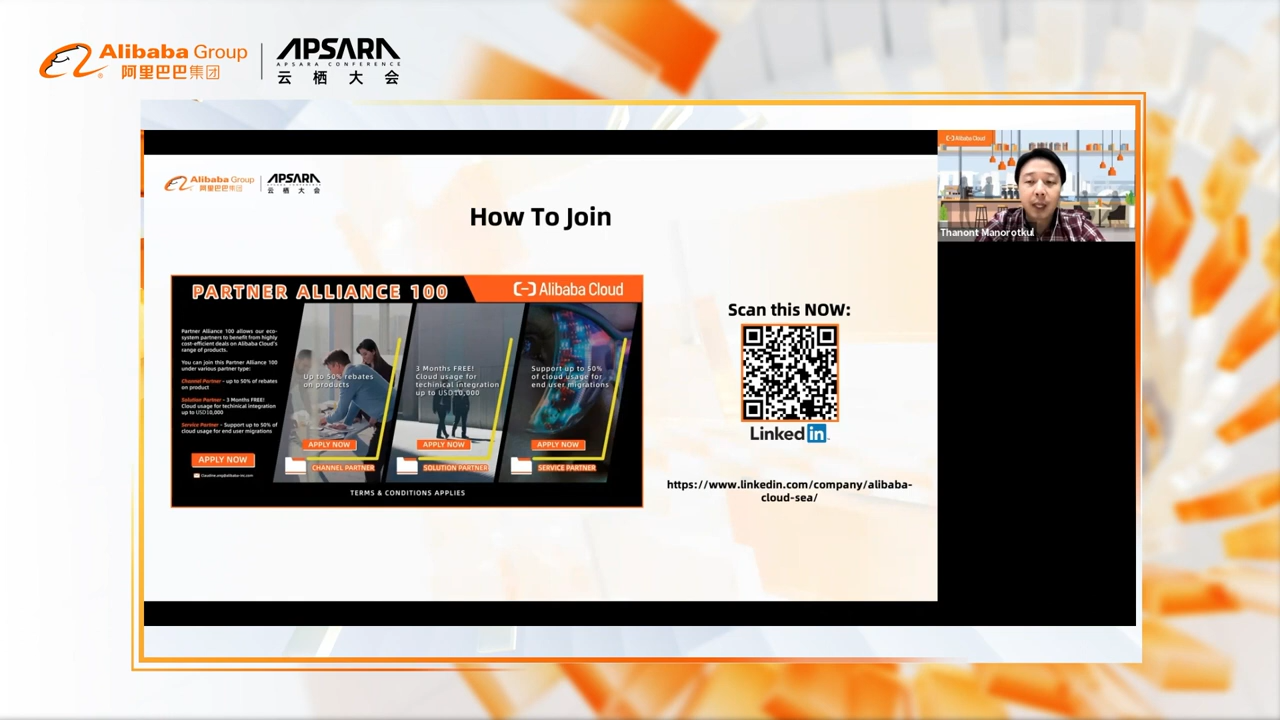 Alibaba Group
阿里巴巴集团
APSARA
APSARA CONFERENCE
云栖大会
Alibaba Group
阿里巴巴集团
APSARA
APSARA CONFERENCE
云栖大会
Alibaba Cloud
Thanont Manorotkul
How To Join
PARTNER ALLIANCE 100
Alibaba Cloud
Partner Alliance 100 allows our eco-
system partners to benefit from highly
cost-efficient deals on Alibaba Cloud's
range of products.
You can join this Partner Alliance 100
under various partner type:
Channel Partner – up to 50% of rebates
on product
Solution Partner – 3 Months FREE!
Cloud usage for techinical integration
up to USD10,000
Service Partner – Support up to 50% of
cloud usage for end user migrations
APPLY NOW
Up to 50% rebates
on products
APPLY NOW
CHANNEL PARTNER
3 Months FREE!
Cloud usage for
techinical integration
up to USD10,000
APPLY NOW
SOLUTION PARTNER
Support up to 50%
of cloud usage for
end user migrations
APPLY NOW
SERVICE PARTNER
TERMS & CONDITIONS APPLIES
Scan this NOW:
Linked in
https://www.linkedin.com/company/alibaba-
cloud-sea/